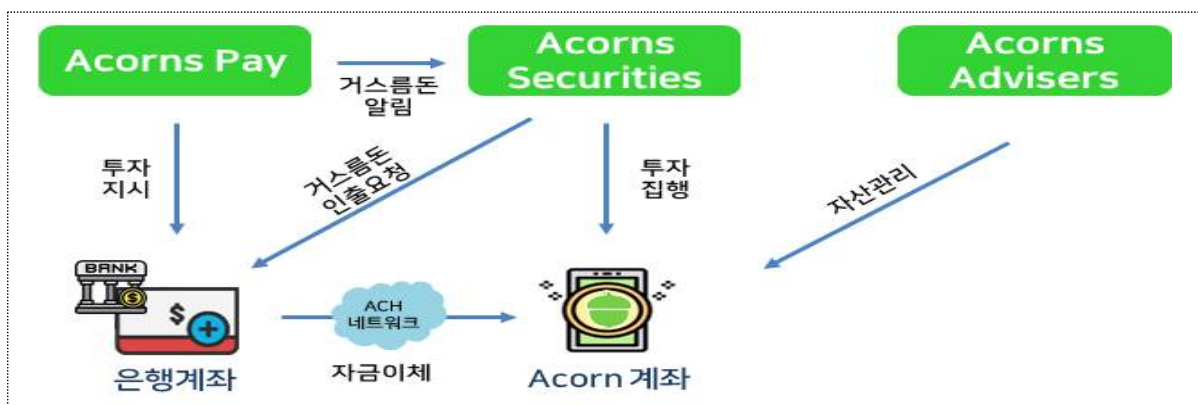 Acorns Pay
거스름돈
알림
Acorns
Securities
Acorns
Advisers
투자
지시
거스름돈
인출요청
투자
집행
자산관리
BANK
$
$
ACH
네트워크
은행계좌
자금이체
Acorn 계좌